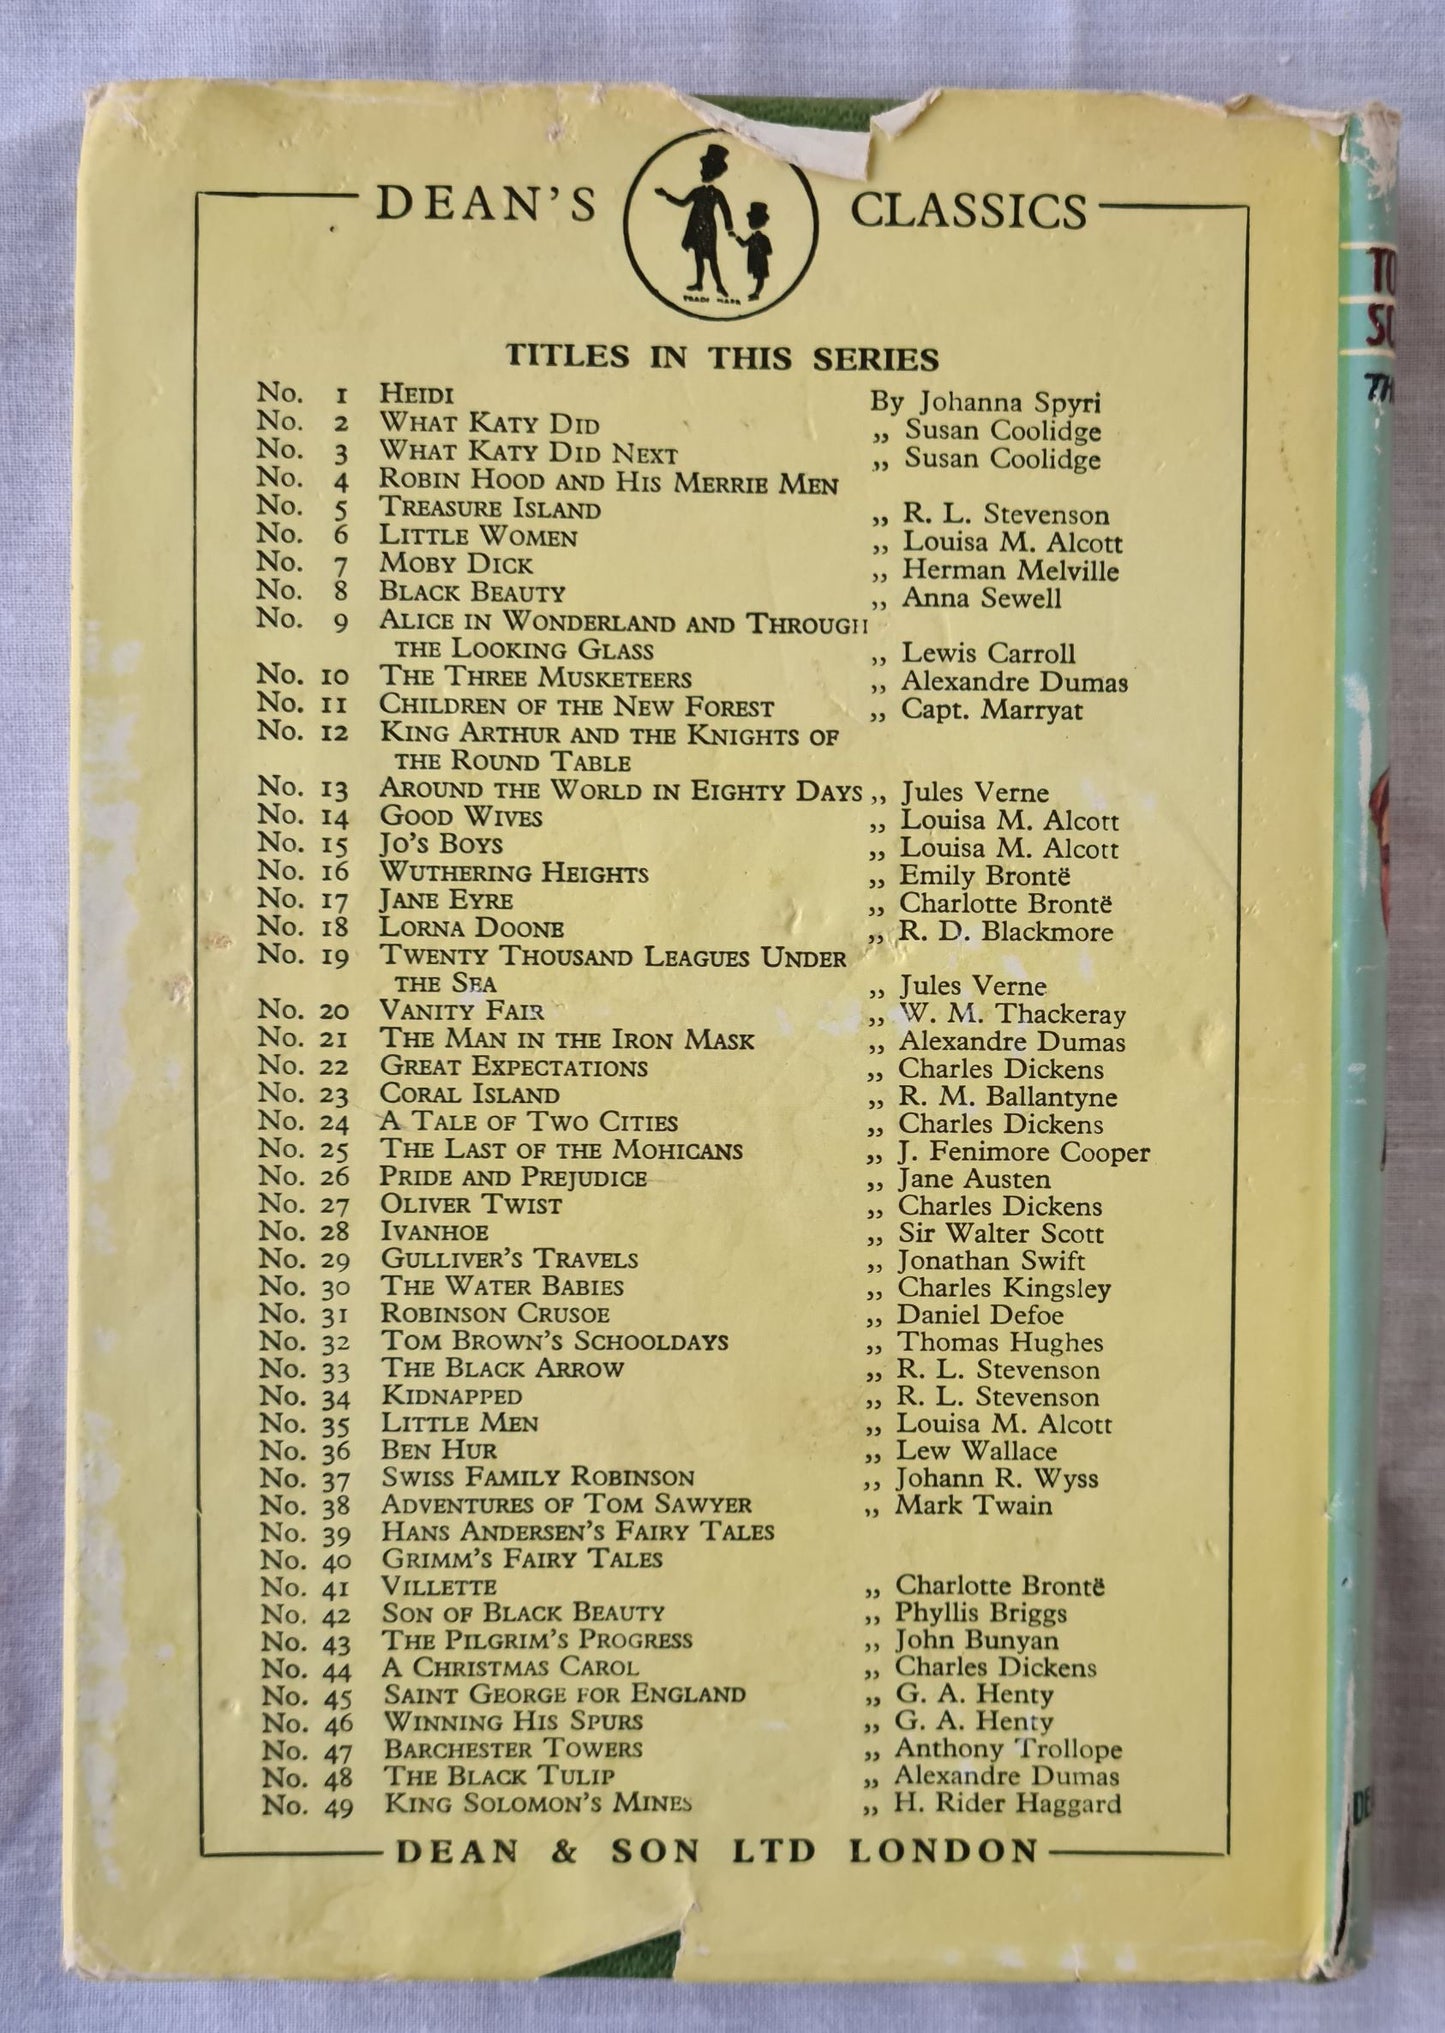 DEAN'S CLASSICS
TRADE MARK
TITLES IN THIS SERIES
No. 1 HEIDI By Johanna Spyri
No. 2 WHAT KATY DID ,, Susan Coolidge
No. 3 WHAT KATY DID NEXT ,, Susan Coolidge
No. 4 ROBIN HOOD AND HIS MERRIE MEN
No. 5 TREASURE ISLAND ,, R. L. Stevenson
No. 6 LITTLE WOMEN ,, Louisa M. Alcott
No. 7 MOBY DICK ,, Herman Melville
No. 8 BLACK BEAUTY ,, Anna Sewell
No. 9 ALICE IN WONDERLAND AND THROUGH
THE LOOKING GLASS ,, Lewis Carroll
No. 10 THE THREE MUSKETEERS ,, Alexandre Dumas
No. 11 CHILDREN OF THE NEW FOREST ,, Capt. Marryat
No. 12 KING ARTHUR AND THE KNIGHTS OF
THE ROUND TABLE
No. 13 AROUND THE WORLD IN EIGHTY DAYS ,, Jules Verne
No. 14 GOOD WIVES ,, Louisa M. Alcott
No. 15 JO'S BOYS ,, Louisa M. Alcott
No. 16 WUTHERING HEIGHTS ,, Emily Brontë
No. 17 JANE EYRE ,, Charlotte Brontë
No. 18 LORNA DOONE ,, R. D. Blackmore
No. 19 TWENTY THOUSAND LEAGUES UNDER
THE SEA ,, Jules Verne
No. 20 VANITY FAIR ,, W. M. Thackeray
No. 21 THE MAN IN THE IRON MASK ,, Alexandre Dumas
No. 22 GREAT EXPECTATIONS ,, Charles Dickens
No. 23 CORAL ISLAND ,, R. M. Ballantyne
No. 24 A TALE OF TWO CITIES ,, Charles Dickens
No. 25 THE LAST OF THE MOHICANS ,, J. Fenimore Cooper
No. 26 PRIDE AND PREJUDICE ,, Jane Austen
No. 27 OLIVER TWIST ,, Charles Dickens
No. 28 IVANHOE ,, Sir Walter Scott
No. 29 GULLIVER'S TRAVELS ,, Jonathan Swift
No. 30 THE WATER BABIES ,, Charles Kingsley
No. 31 ROBINSON CRUSOE ,, Daniel Defoe
No. 32 TOM BROWN'S SCHOOLDAYS ,, Thomas Hughes
No. 33 THE BLACK ARROW ,, R. L. Stevenson
No. 34 KIDNAPPED ,, R. L. Stevenson
No. 35 LITTLE MEN ,, Louisa M. Alcott
No. 36 BEN HUR ,, Lew Wallace
No. 37 SWISS FAMILY ROBINSON ,, Johann R. Wyss
No. 38 ADVENTURES OF TOM SAWYER ,, Mark Twain
No. 39 HANS ANDERSEN'S FAIRY TALES
No. 40 GRIMM'S FAIRY TALES
No. 41 VILLETTE ,, Charlotte Brontë
No. 42 SON OF BLACK BEAUTY ,, Phyllis Briggs
No. 43 THE PILGRIM'S PROGRESS ,, John Bunyan
No. 44 A CHRISTMAS CAROL ,, Charles Dickens
No. 45 SAINT GEORGE FOR ENGLAND ,, G. A. Henty
No. 46 WINNING HIS SPURS ,, G. A. Henty
No. 47 BARCHESTER TOWERS ,, Anthony Trollope
No. 48 THE BLACK TULIP ,, Alexandre Dumas
No. 49 KING SOLOMON'S MINES ,, H. Rider Haggard
DEAN & SON LTD LONDON